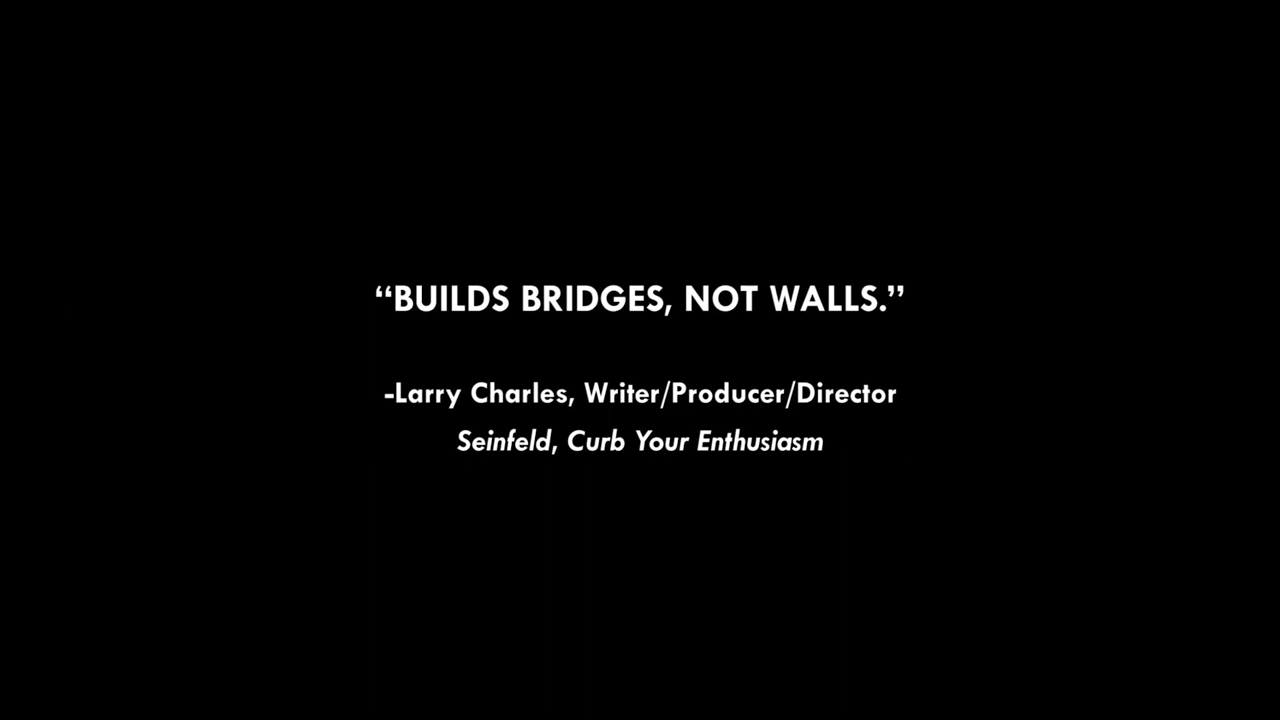 “BUILDS BRIDGES, NOT WALLS.”
-Larry Charles, Writer/Producer/Director
Seinfeld, Curb Your Enthusiasm